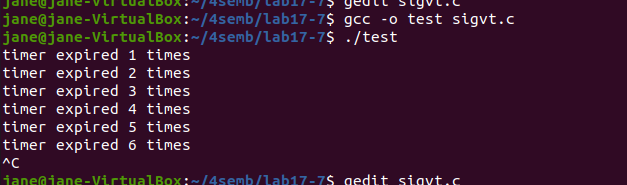 jane@jane-VirtualBox:~/4semb/lab17-7$ gedit sigvt.c
jane@jane-VirtualBox:~/4semb/lab17-7$ gcc -o test sigvt.c
jane@jane-VirtualBox:~/4semb/lab17-7$ ./test
timer expired 1 times
timer expired 2 times
timer expired 3 times
timer expired 4 times
timer expired 5 times
timer expired 6 times
^C
jane@jane-VirtualBox:~/4semb/lab17-7$ gedit sigvt.c